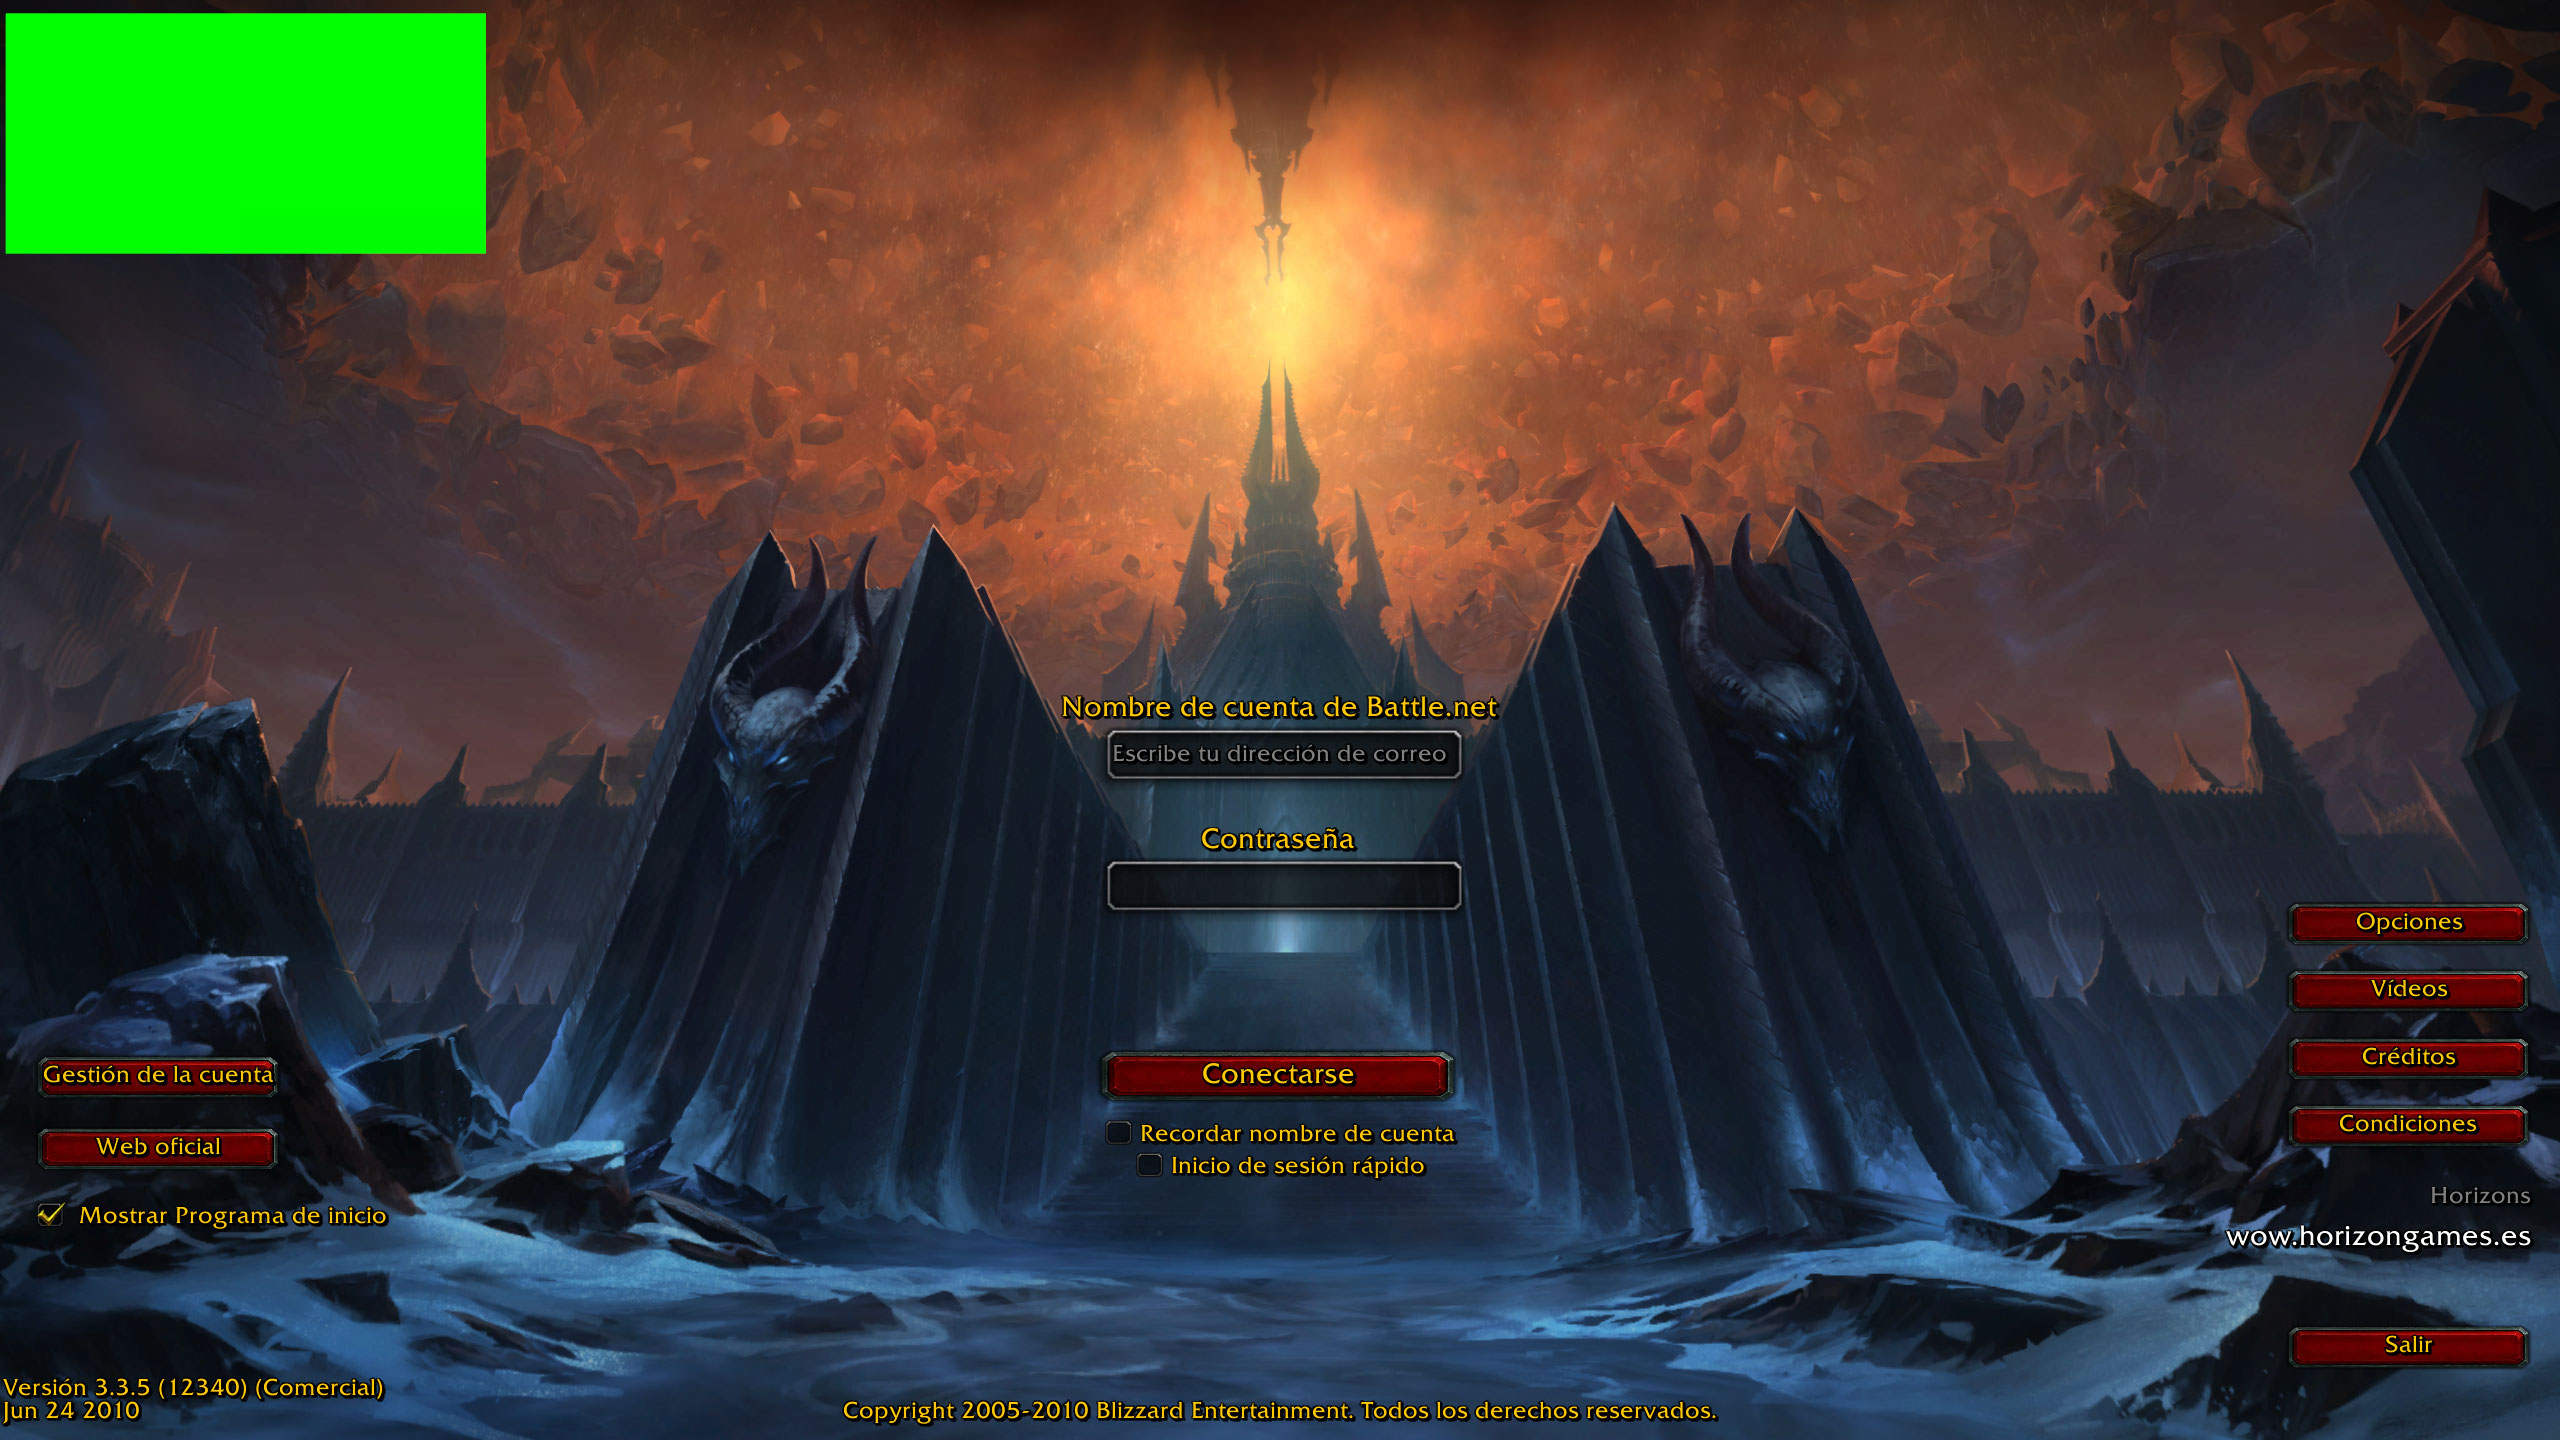 Nombre de cuenta de Battle.net
Escribe tu dirección de correo
Contraseña
Conectarse
Recordar nombre de cuenta
Inicio de sesión rápido
Gestión de la cuenta
Web oficial
Mostrar Programa de inicio
Opciones
Vídeos
Créditos
Condiciones
Horizons
wow.horizongames.es
Salir
Versión 3.3.5 (12340) (Comercial)
Jun 24 2010
Copyright 2005-2010 Blizzard Entertainment. Todos los derechos reservados.